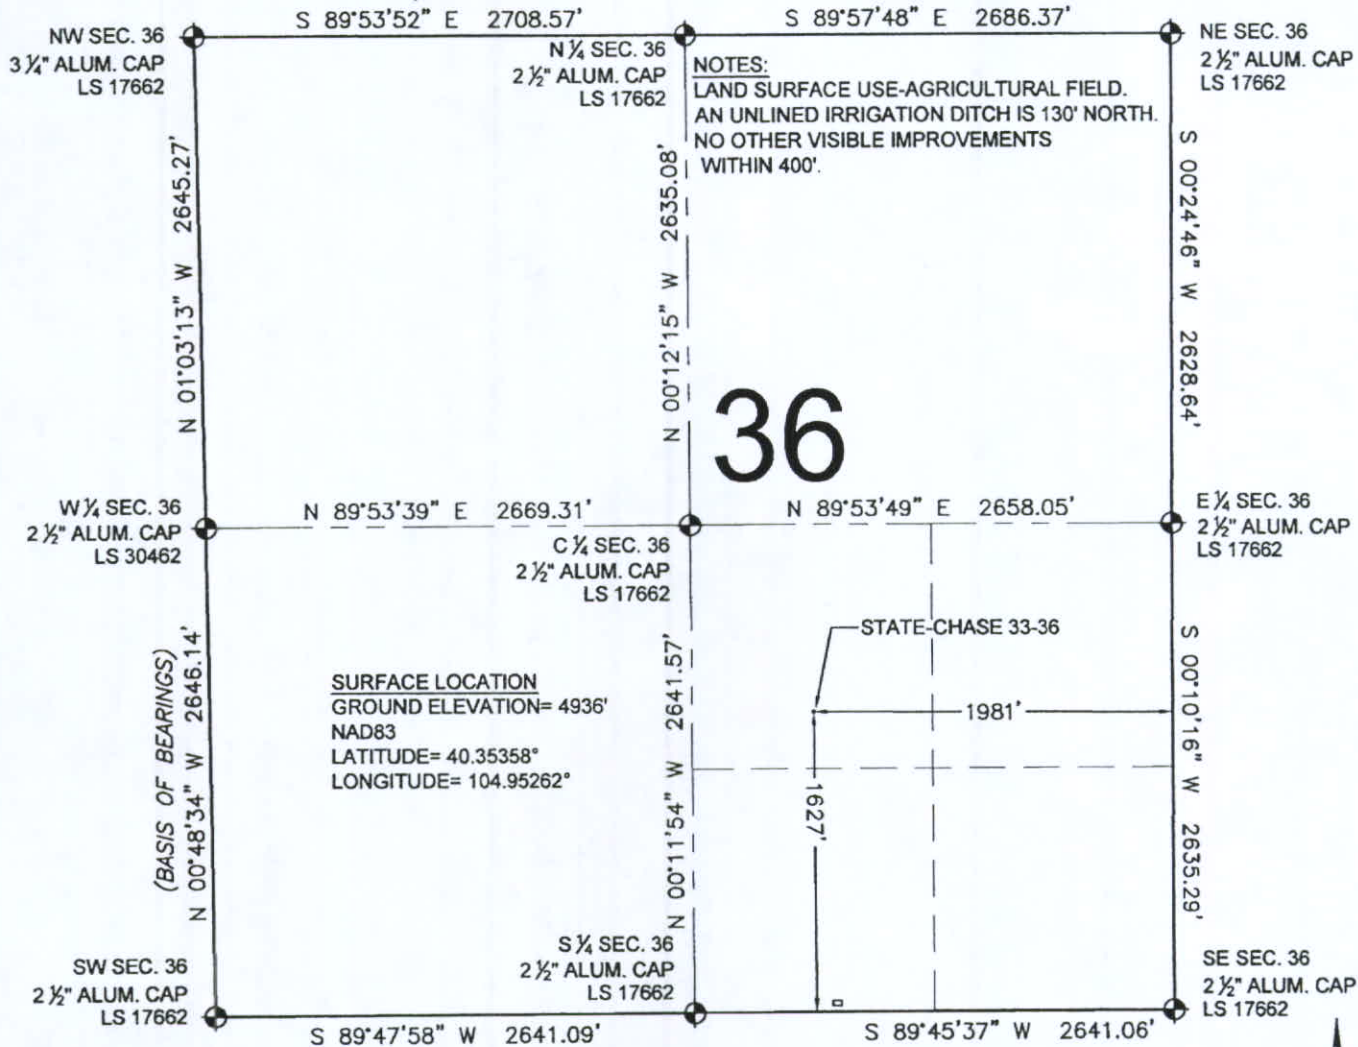 S 89°53'52" E 2708.57'
S 89°57'48" E 2686.37'
NW SEC. 36
3 ¼" ALUM. CAP
LS 17662
N ¼ SEC. 36
2 ½" ALUM. CAP
LS 17662
NE SEC. 36
2 ½" ALUM. CAP
LS 17662
NOTES:
LAND SURFACE USE-AGRICULTURAL FIELD.
AN UNLINED IRRIGATION DITCH IS 130' NORTH.
NO OTHER VISIBLE IMPROVEMENTS
WITHIN 400'.
N 01°03'13" W 2645.27'
N 00°12'15" W 2635.08'
S 00°24'46" W 2628.64'
36
W ¼ SEC. 36
2 ½" ALUM. CAP
LS 30462
N 89°53'39" E 2669.31'
C ¼ SEC. 36
2 ½" ALUM. CAP
LS 17662
N 89°53'49" E 2658.05'
E ¼ SEC. 36
2 ½" ALUM. CAP
LS 17662
(BASIS OF BEARINGS)
N 00°48'34" W 2646.14'
SURFACE LOCATION
GROUND ELEVATION= 4936'
NAD83
LATITUDE= 40.35358°
LONGITUDE= 104.95262°
N 00°11'54" W 2641.57'
STATE-CHASE 33-36
1981'
1627'
S 00°10'16" W 2635.29'
SW SEC. 36
2 ½" ALUM. CAP
LS 17662
S ¼ SEC. 36
2 ½" ALUM. CAP
LS 17662
SE SEC. 36
2 ½" ALUM. CAP
LS 17662
S 89°47'58" W 2641.09'
S 89°45'37" W 2641.06'